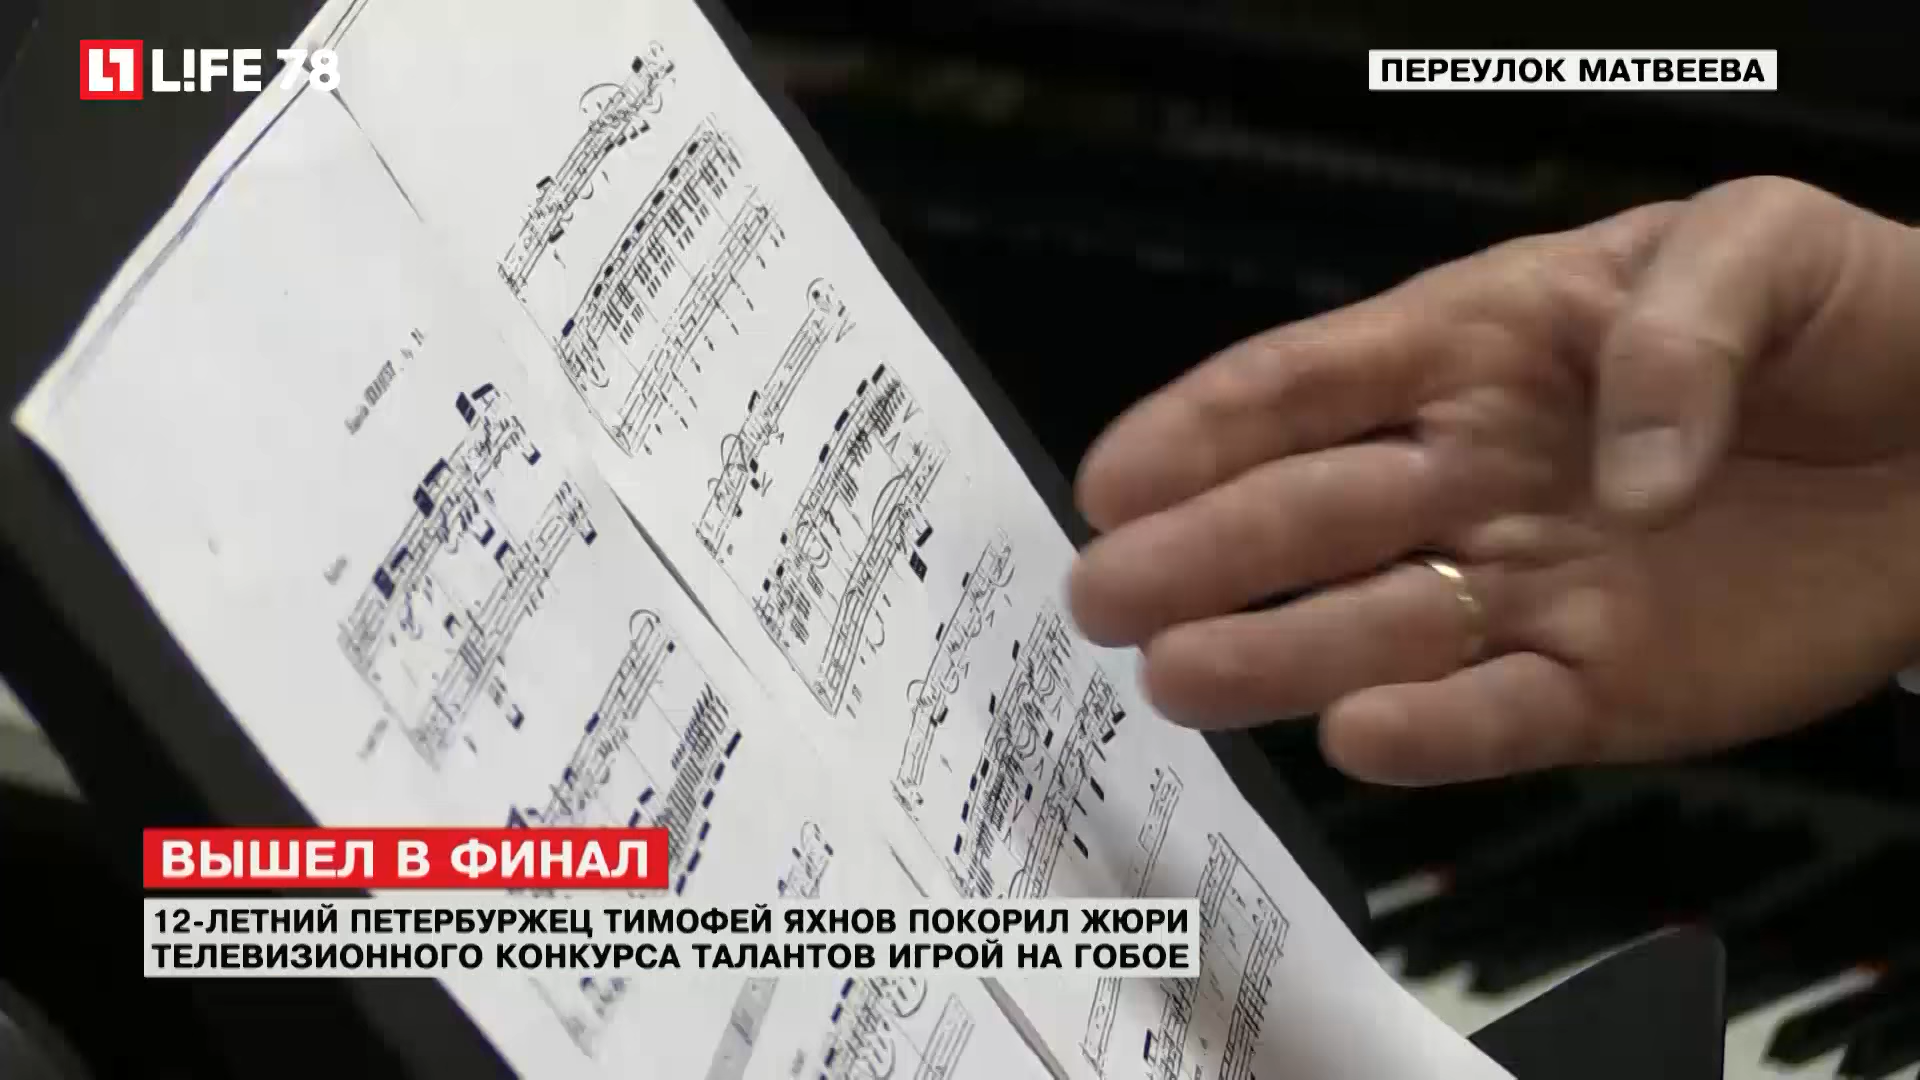 L!FE 78
ПЕРЕУЛОК МАТВЕЕВА
ВЫШЕЛ В ФИНАЛ
12-ЛЕТНИЙ ПЕТЕРБУРЖЕЦ ТИМОФЕЙ ЯХНОВ ПОКОРИЛ ЖЮРИ
ТЕЛЕВИЗИОННОГО КОНКУРСА ТАЛАНТОВ ИГРОЙ НА ГОБОЕ